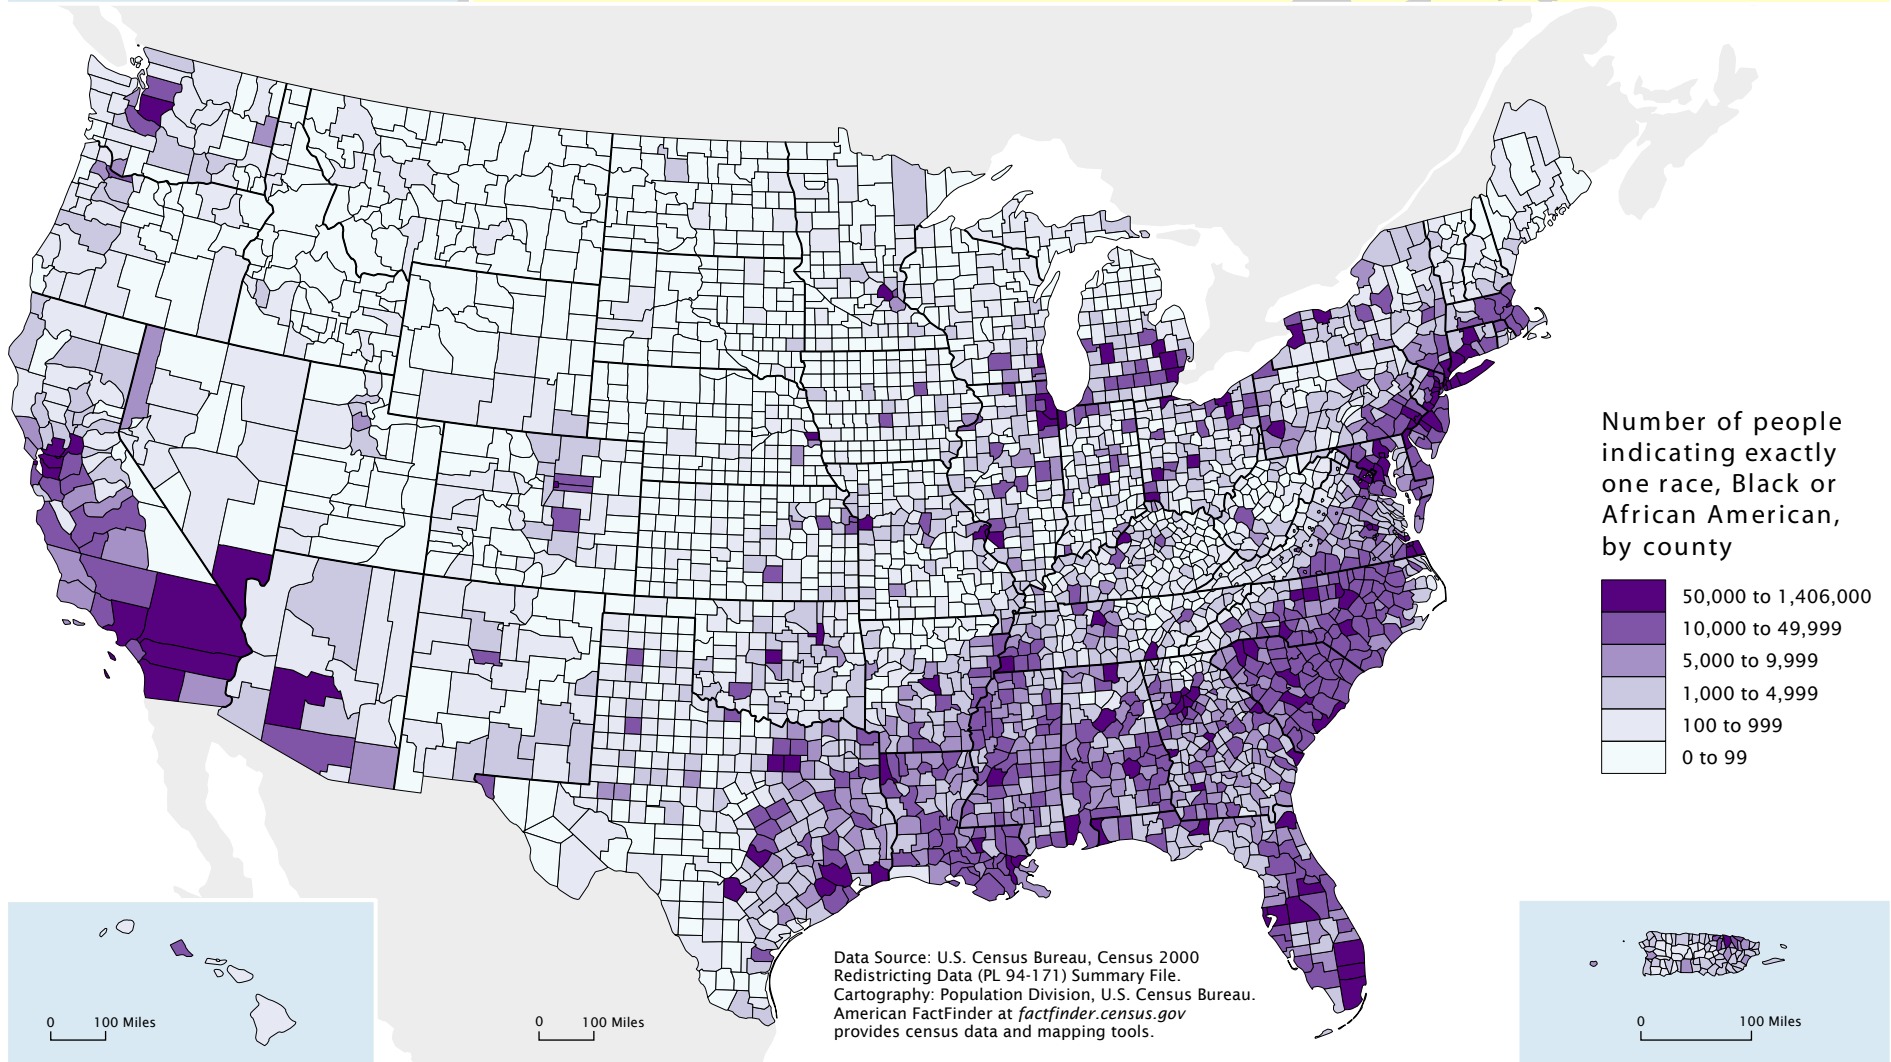 Number of people
indicating exactly
one race, Black or
African American,
by county
50,000 to 1,406,000
10,000 to 49,999
5,000 to 9,999
1,000 to 4,999
100 to 999
0 to 99
Data Source: U.S. Census Bureau, Census 2000
Redistricting Data (PL 94-171) Summary File.
Cartography: Population Division, U.S. Census Bureau.
American FactFinder at factfinder.census.gov
provides census data and mapping tools.
0 100 Miles
0 100 Miles
0 100 Miles